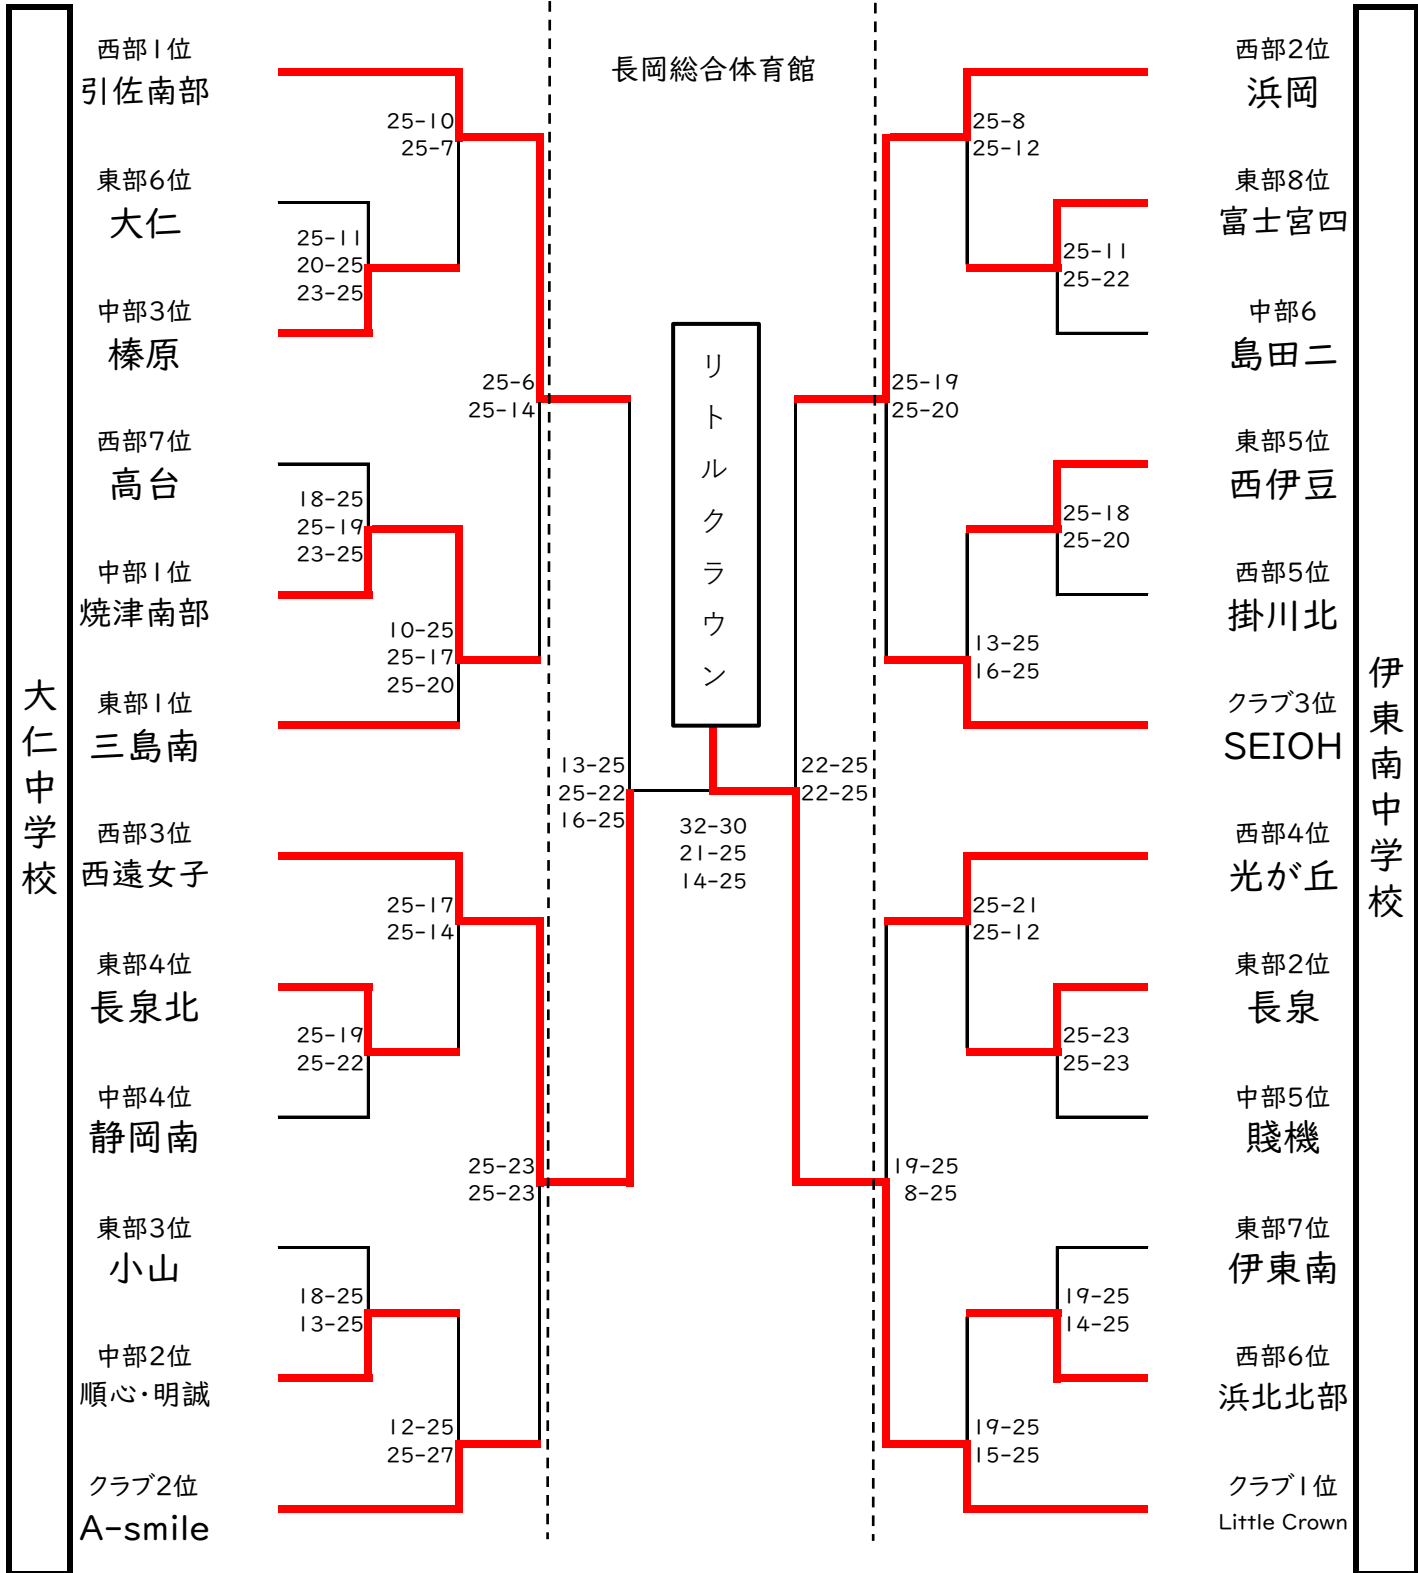 大仁中学校
西部1位
引佐南部
25-10
25-7
東部6位
大仁
25-11
20-25
23-25
中部3位
榛原
25-6
25-14
西部7位
高台
18-25
25-19
23-25
中部1位
焼津南部
10-25
25-17
25-20
東部1位
三島南
13-25
25-22
16-25
西部3位
西遠女子
25-17
25-14
東部4位
長泉北
25-19
25-22
中部4位
静岡南
25-23
25-23
東部3位
小山
18-25
13-25
中部2位
順心・明誠
12-25
25-27
クラブ2位
A-smile
長岡総合体育館
リトルクラウン
32-30
21-25
14-25
西部2位
浜岡
25-8
25-12
東部8位
富士宮四
25-11
25-22
中部6
島田二
25-19
25-20
東部5位
西伊豆
25-18
25-20
西部5位
掛川北
13-25
16-25
クラブ3位
SEIOH
22-25
22-25
西部4位
光が丘
25-21
25-12
東部2位
長泉
25-23
25-23
中部5位
賤機
19-25
8-25
東部7位
伊東南
19-25
14-25
西部6位
浜北北部
19-25
15-25
クラブ1位
Little Crown
伊東南中学校